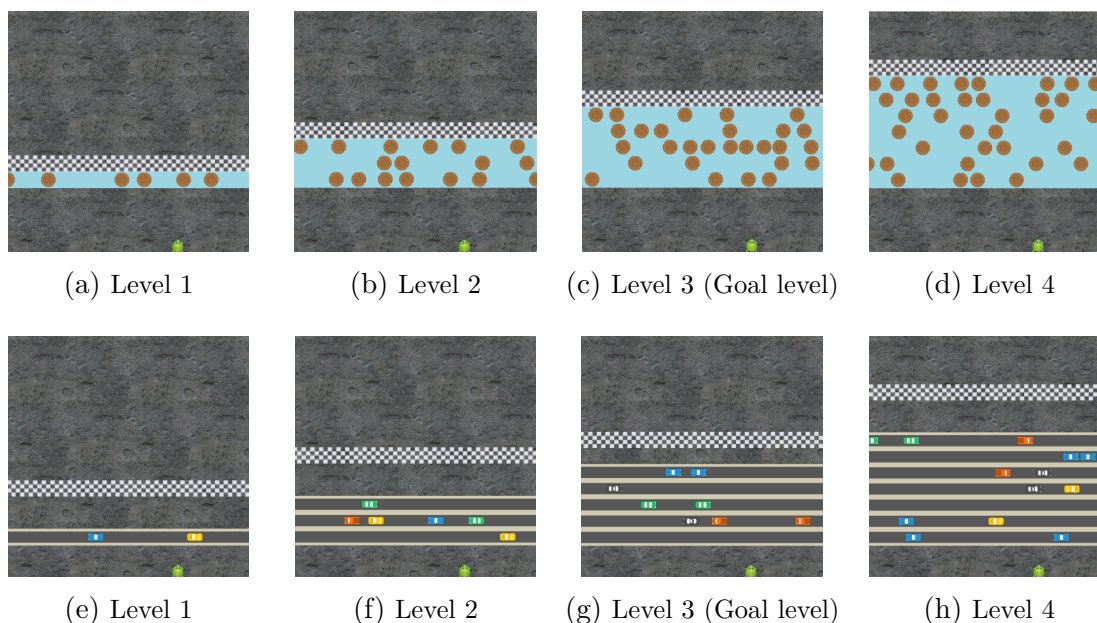 (a) Level 1
(b) Level 2
(c) Level 3 (Goal level)
(d) Level 4
(e) Level 1
(f) Level 2
(g) Level 3 (Goal level)
(h) Level 4